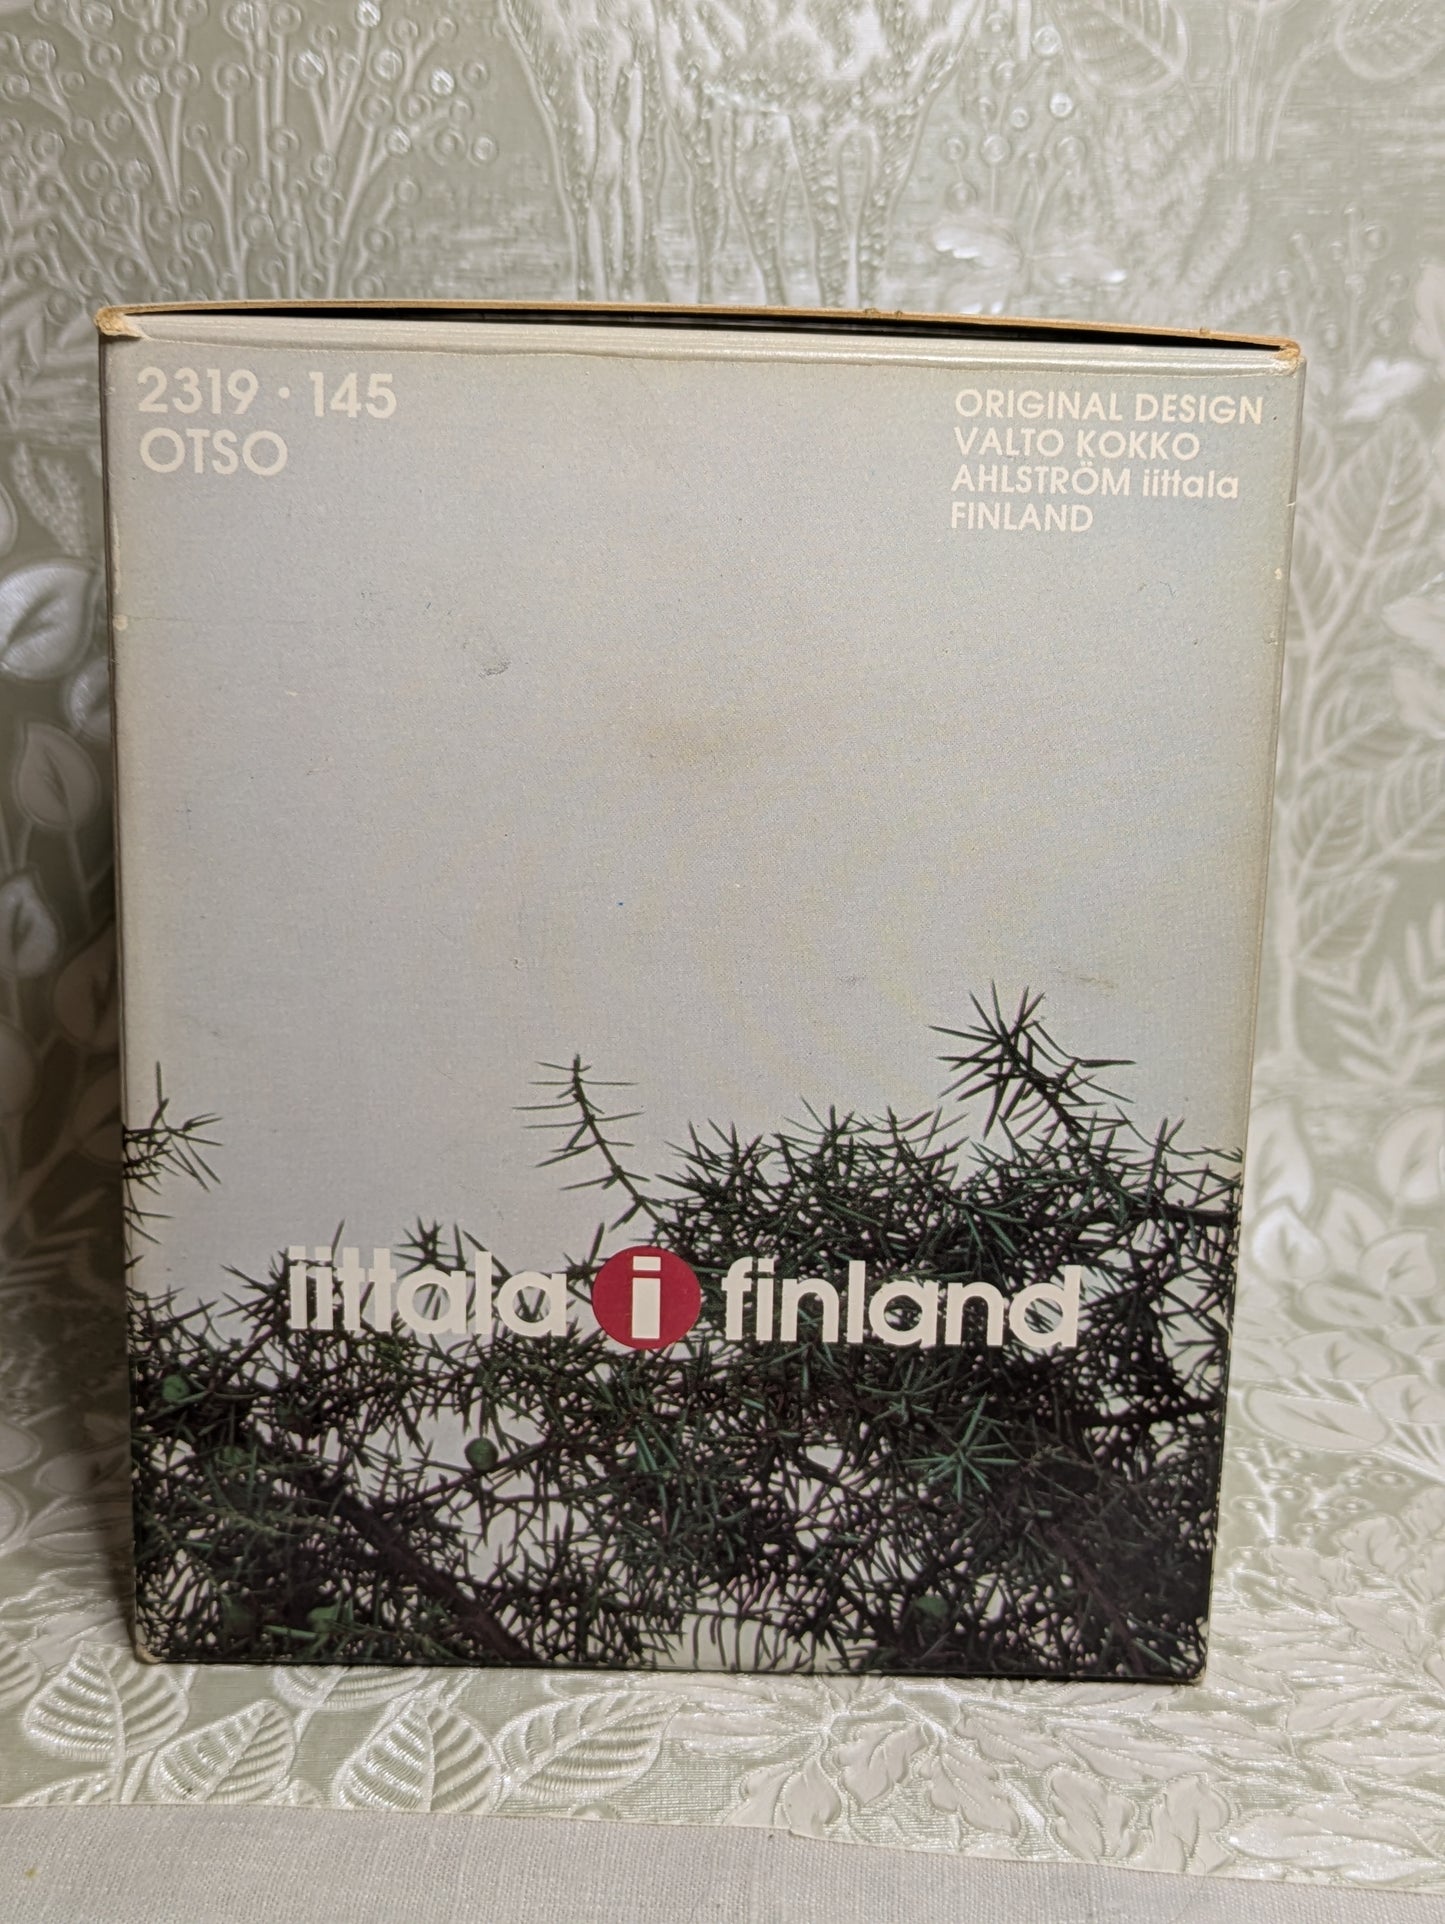 2319 · 145
OTSO
ORIGINAL DESIGN
VALTO KOKKO
AHLSTRÖM iittala
FINLAND
iittala i finland